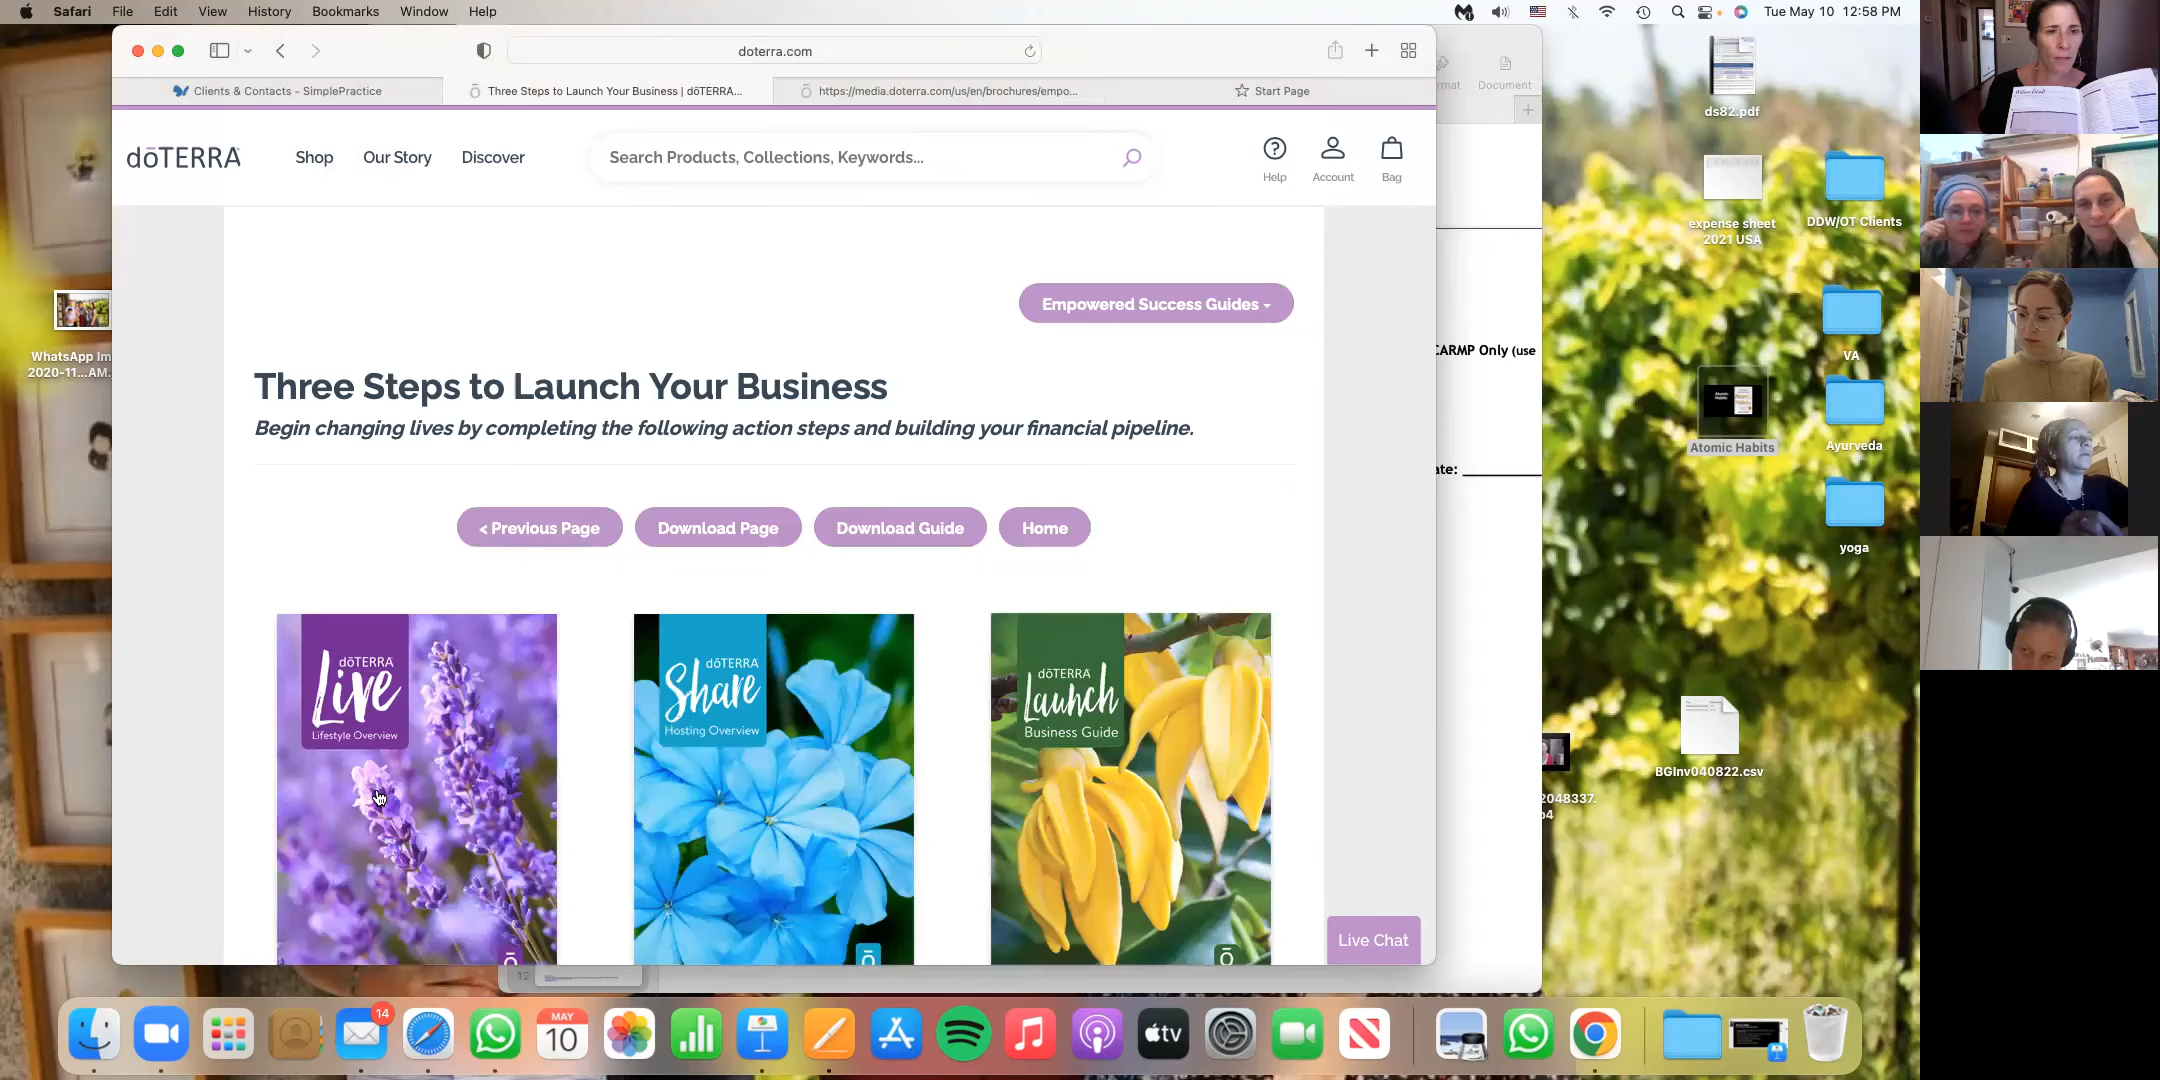 Safari File Edit View History Bookmarks Window Help
Tue May 10 12:58 PM
doterra.com
Clients & Contacts - SimplePractice
Three Steps to Launch Your Business | dōTERRA...
https://media.doterra.com/us/en/brochures/empo...
Start Page
Document
dōTERRA
Shop Our Story Discover
Search Products, Collections, Keywords...
Help Account Bag
Empowered Success Guides
Three Steps to Launch Your Business
Begin changing lives by completing the following action steps and building your financial pipeline.
< Previous Page
Download Page
Download Guide
Home
dōTERRA
Live
Lifestyle Overview
dōTERRA
Share
Hosting Overview
dōTERRA
Launch
Business Guide
Live Chat
CARMP Only (use
ate:
12
WhatsApp Im
2020-11...AM.
ds82.pdf
expense sheet
2021 USA
DDW/OT Clients
VA
Atomic Habits
Ayurveda
yoga
BGInv040822.csv
2048337.
14
MAY
10
tv